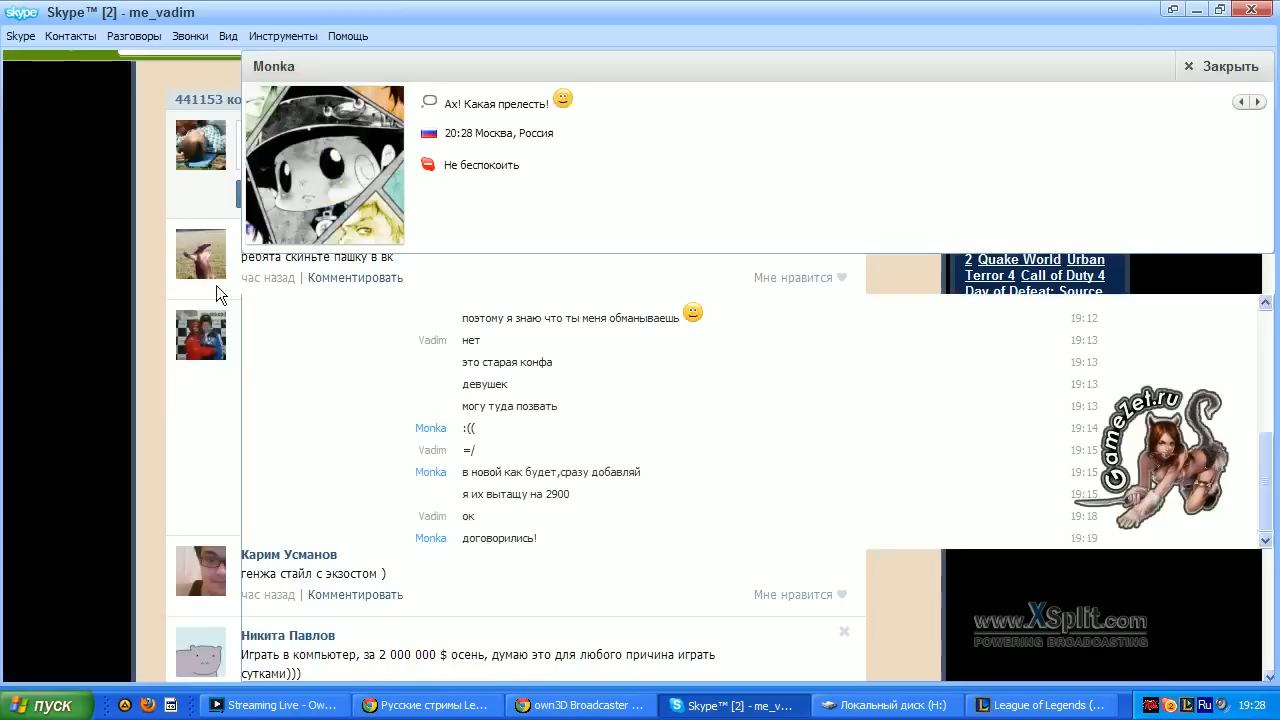 Skype™ [2] - me_vadim
Skype Контакты Разговоры Звонки Вид Инструменты Помощь
Monka
Закрыть
441153 ко
Ах! Какая прелесть!
20:28 Москва, Россия
Не беспокоить
ребята скиньте пашку в вк
час назад | Комментировать
Мне нравится
2 Quake World Urban
Terror 4 Call of Duty 4
Day of Defeat: Source
поэтому я знаю что ты меня обманываешь 19:12
Vadim нет 19:13
это старая конфа 19:13
девушек 19:13
могу туда позвать 19:13
Monka :(( 19:14
Vadim =/ 19:15
Monka в новой как будет,сразу добавляй 19:15
я их вытащу на 2900 19:15
Vadim ок 19:18
Monka договорились! 19:19
GameZet.ru
Карим Усманов
генжа стайл с экзостом )
час назад | Комментировать
Мне нравится
www.XSplit.com
POWERING BROADCASTING
Никита Павлов
Играть в компьютер, за 2 000 000 $ осень, думаю это для любого причина играть
сутками)))
пуск
Streaming Live - Ow...
Русские стримы Le...
own3D Broadcaster ...
Skype™ [2] - me_v...
Локальный диск (H:)
League of Legends (...
Ru
19:28